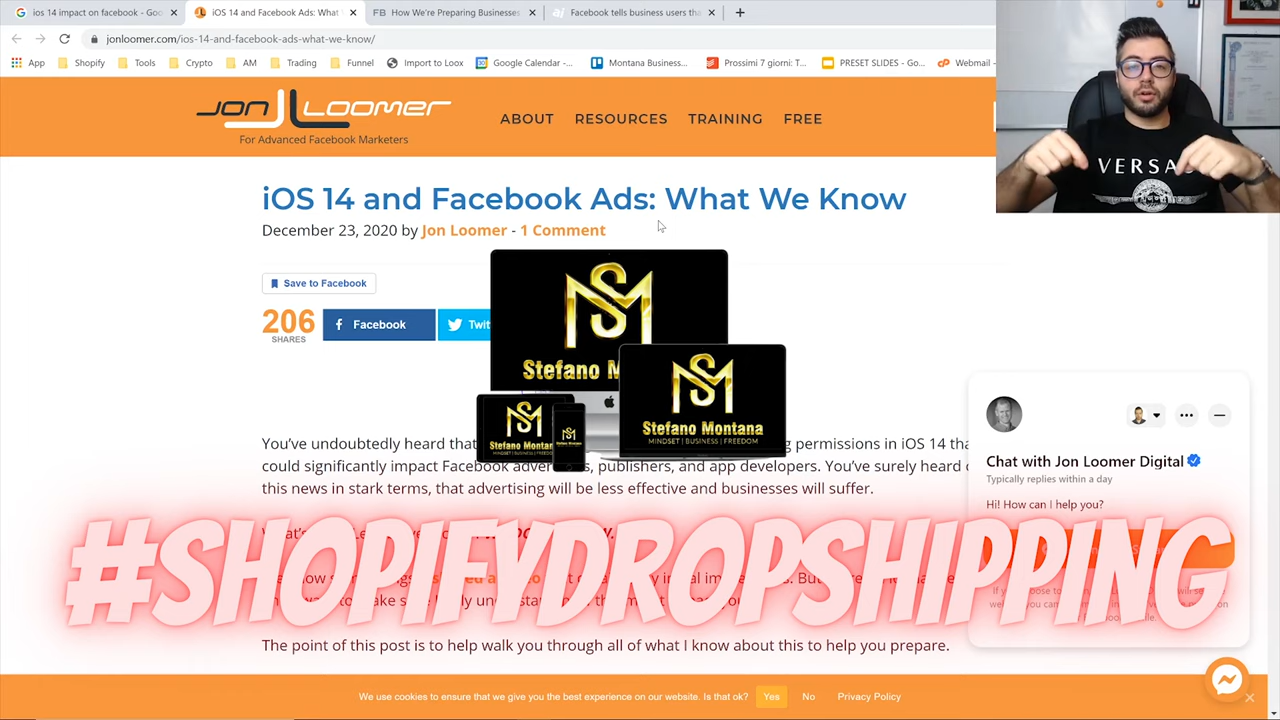 ios 14 impact on facebook - Goo
iOS 14 and Facebook Ads: What
How We're Preparing Businesses
Facebook tells business users tha
jonloomer.com/ios-14-and-facebook-ads-what-we-know/
App
Shopify
Tools
Crypto
AM
Trading
Funnel
Import to Loox
Google Calendar -...
Montana Business...
Prossimi 7 giorni: T...
PRESET SLIDES - Go...
Webmail -
JON LOOMER
For Advanced Facebook Marketers
ABOUT
RESOURCES
TRAINING
FREE
VERSA
iOS 14 and Facebook Ads: What We Know
December 23, 2020 by Jon Loomer - 1 Comment
Save to Facebook
206
SHARES
Facebook
Twit
SM
Stefano M
SM
Stefano Montana
MINDSET | BUSINESS | FREEDOM
SM
Stefano Montan
You've undoubtedly heard that permissions in iOS 14 tha
could significantly impact Facebook adver s, publishers, and app developers. You've surely heard
this news in stark terms, that advertising will be less effective and businesses will suffer.
#SHOPIFYDROPSHIPPING
The point of this post is to help walk you through all of what I know about this to help you prepare.
Chat with Jon Loomer Digital
Typically replies within a day
Hi! How can I help you?
We use cookies to ensure that we give you the best experience on our website. Is that ok?
Yes
No
Privacy Policy